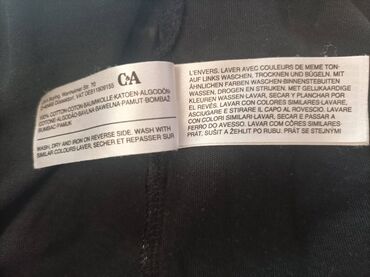 C&A
100% COTTON-COTON-BAUMWOLLE-KATOEN-ALGODÓN
COTONE-ALGODÃO-BAVLNA-BAWEŁNA-PAMUT-BOMBAŽ
BUMBAC-PAMUK
WASH, DRY AND IRON ON REVERSE SIDE. WASH WITH
SIMILAR COLOURS-LAVER, SECHER ET REPASSER SUR
L'ENVERS. LAVER AVEC COULEURS DE MEME TON-
AUF LINKS WASCHEN, TROCKNEN UND BÜGELN. MIT
ÄHNLICHEN FARBEN WASCHEN-BINNENSTEBUITEN
WASSEN, DROGEN EN STRIJKEN. MET GELIJKAARDIGE
KLEUREN WASSEN-LAVAR, SECAR Y PLANCHAR POR
EL REVÉS. LAVAR CON COLORES SIMILARES-LAVARE,
ASCIUGARE E STIRARE IL CAPO AL ROVESCIO. LAVARE
CON COLORI SIMILARI-LAVAR, SECAR E PASSAR A
FERRO DO AVESSO. LAVAR COM CÔRES SIMILARES-
PRÁT, SUŠIT A ŽEHLIT PO RUBU. PRÁT SE STEJNÝMI